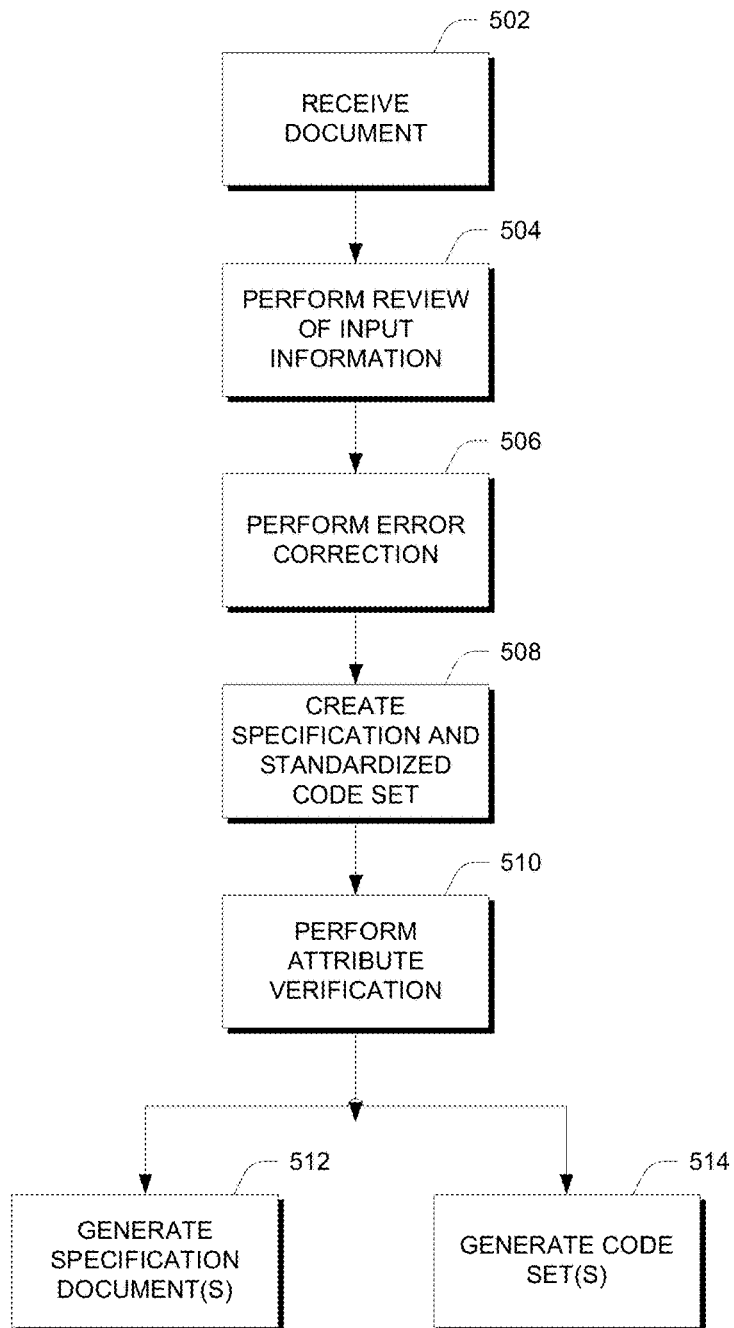 502
RECEIVE
DOCUMENT
504
PERFORM REVIEW
OF INPUT
INFORMATION
506
PERFORM ERROR
CORRECTION
508
CREATE
SPECIFICATION AND
STANDARDIZED
CODE SET
510
PERFORM
ATTRIBUTE
VERIFICATION
512
GENERATE
SPECIFICATION
DOCUMENT(S)
514
GENERATE CODE
SET(S)